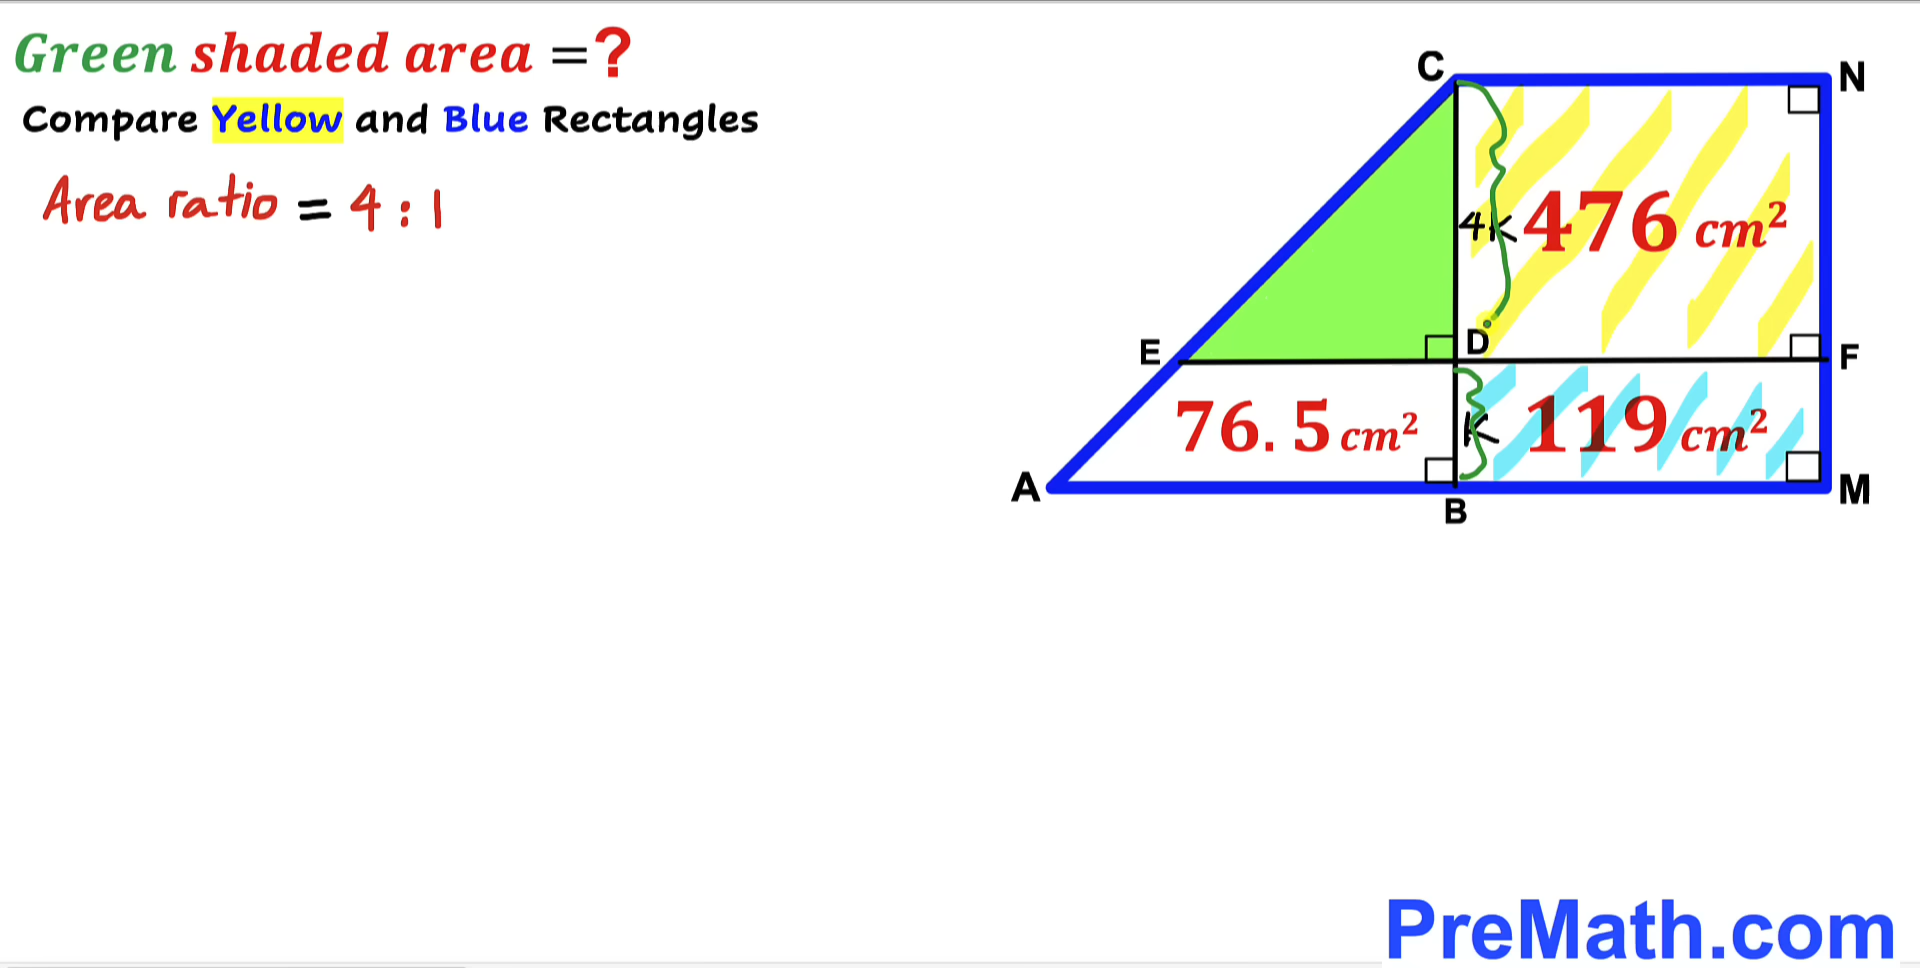 Green shaded area =?
Compare Yellow and Blue Rectangles
Area ratio = 4 : 1
C
N
4k
476 cm²
E
D
F
76.5 cm²
k
119 cm²
A
B
M
PreMath.com